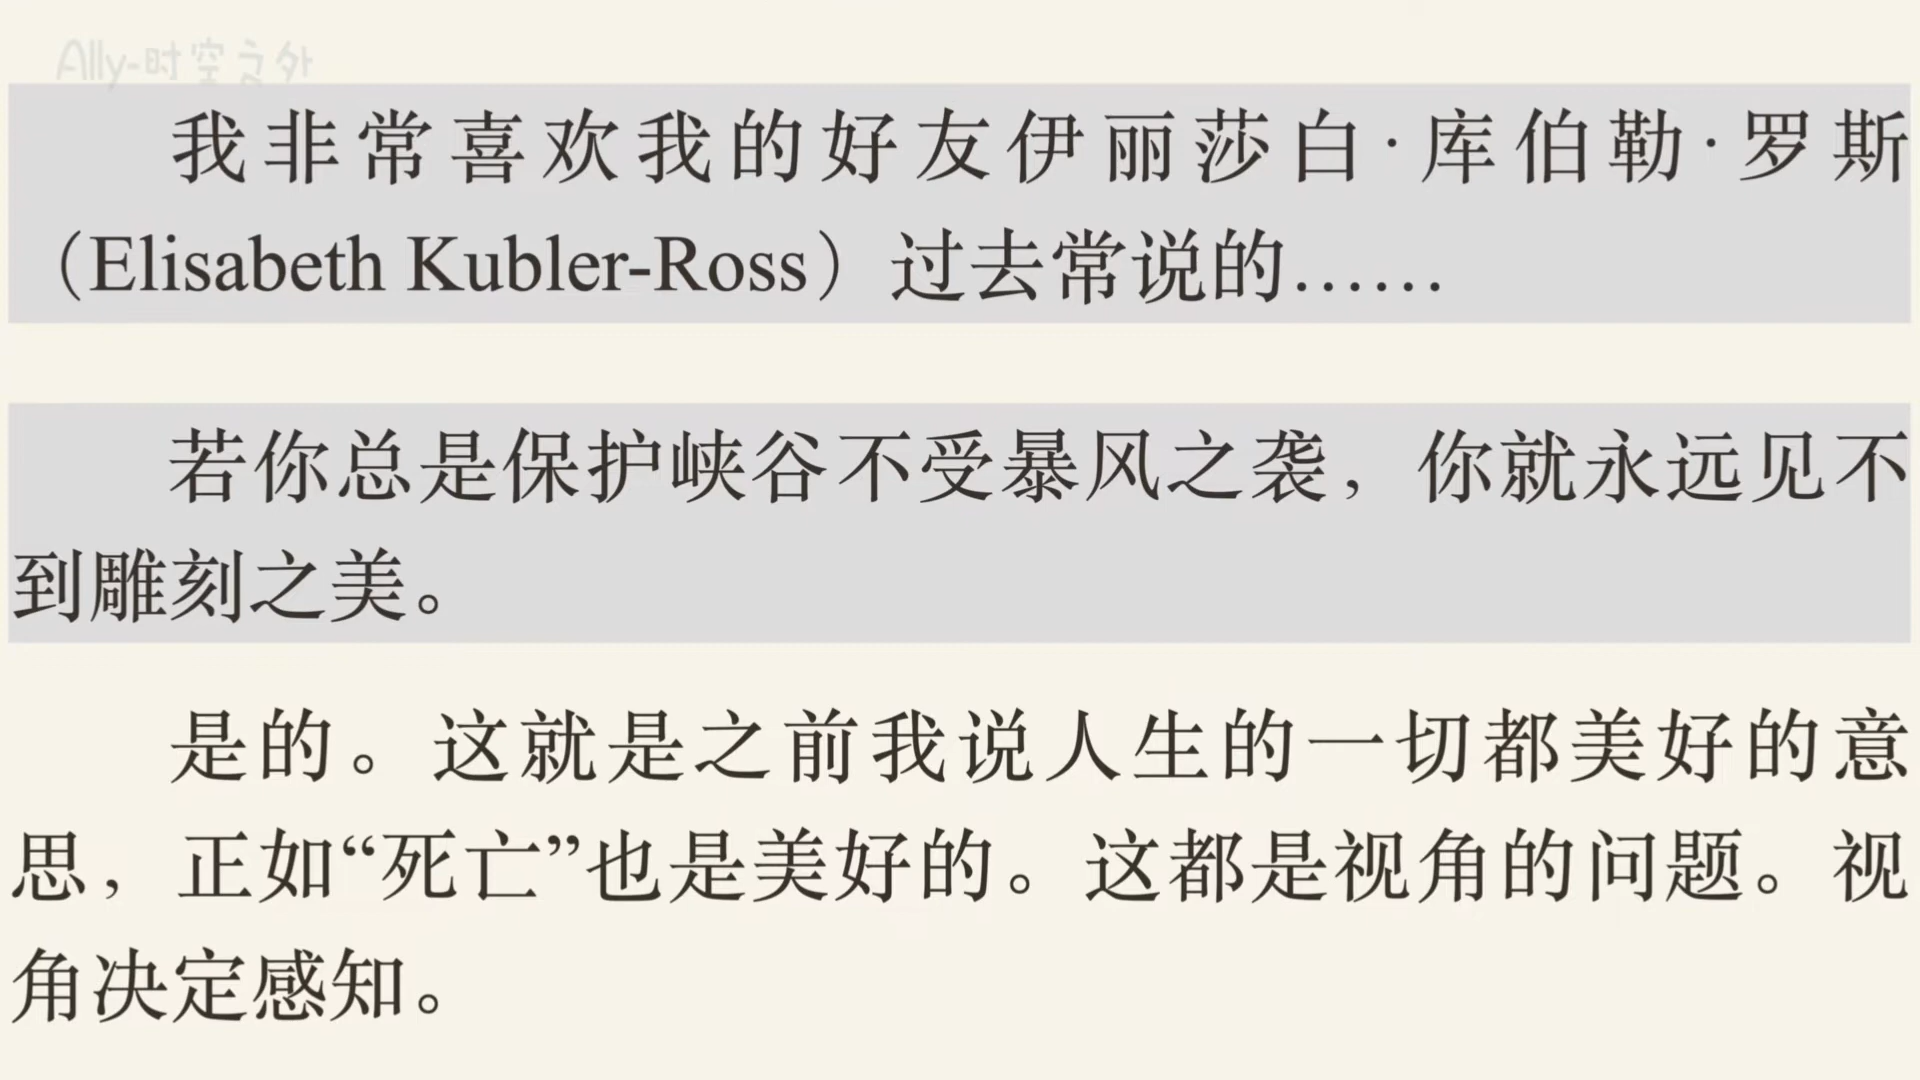 Ally-时空之外
我非常喜欢我的好友伊丽莎白·库伯勒·罗斯
（Elisabeth Kubler-Ross）过去常说的……
若你总是保护峡谷不受暴风之袭，你就永远见不
到雕刻之美。
是的。这就是之前我说人生的一切都美好的意
思，正如“死亡”也是美好的。这都是视角的问题。视
角决定感知。